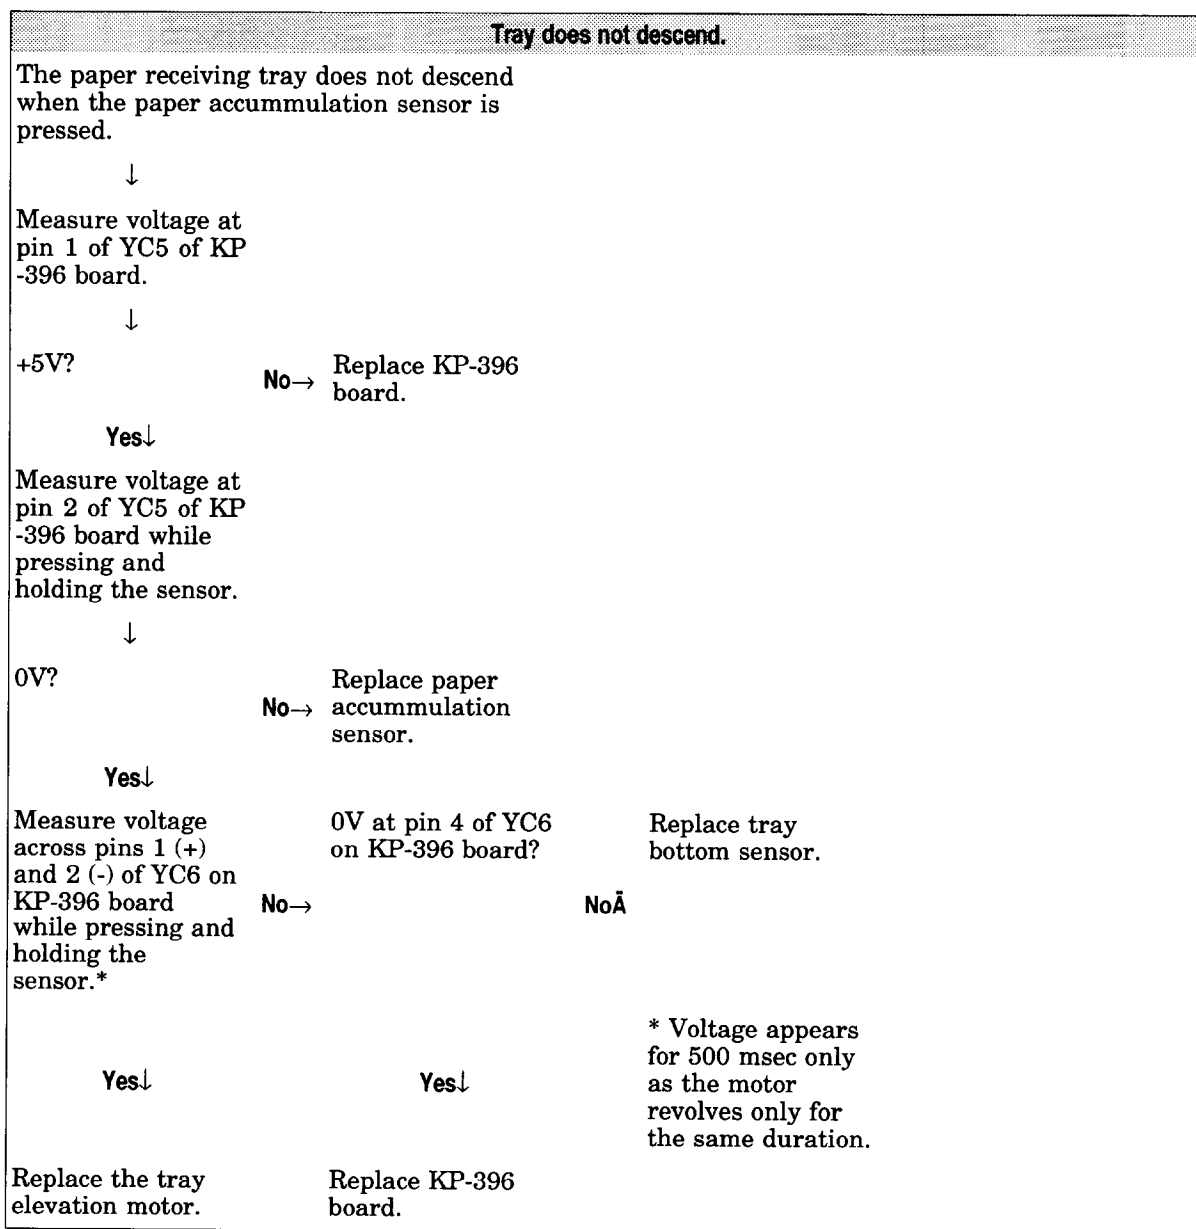 Tray does not descend.
The paper receiving tray does not descend
when the paper accummulation sensor is
pressed.
↓
Measure voltage at
pin 1 of YC5 of KP
-396 board.
↓
+5V?
No→
Replace KP-396
board.
Yes↓
Measure voltage at
pin 2 of YC5 of KP
-396 board while
pressing and
holding the sensor.
↓
0V?
No→
Replace paper
accummulation
sensor.
Yes↓
Measure voltage
across pins 1 (+)
and 2 (-) of YC6 on
KP-396 board
while pressing and
holding the
sensor.*
No→
0V at pin 4 of YC6
on KP-396 board?
NoÄ
Replace tray
bottom sensor.
* Voltage appears
for 500 msec only
as the motor
revolves only for
the same duration.
Yes↓
Yes↓
Replace the tray
elevation motor.
Replace KP-396
board.